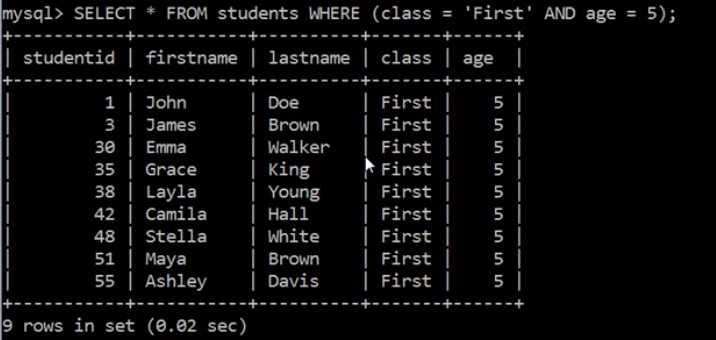 mysql> SELECT * FROM students WHERE (class = 'First' AND age = 5);
+-----------+-----------+----------+-------+------+
| studentid | firstname | lastname | class | age  |
+-----------+-----------+----------+-------+------+
|         1 | John      | Doe      | First |    5 |
|         3 | James     | Brown    | First |    5 |
|        30 | Emma      | Walker   | First |    5 |
|        35 | Grace     | King     | First |    5 |
|        38 | Layla     | Young    | First |    5 |
|        42 | Camila    | Hall     | First |    5 |
|        48 | Stella    | White    | First |    5 |
|        51 | Maya      | Brown    | First |    5 |
|        55 | Ashley    | Davis    | First |    5 |
+-----------+-----------+----------+-------+------+
9 rows in set (0.02 sec)